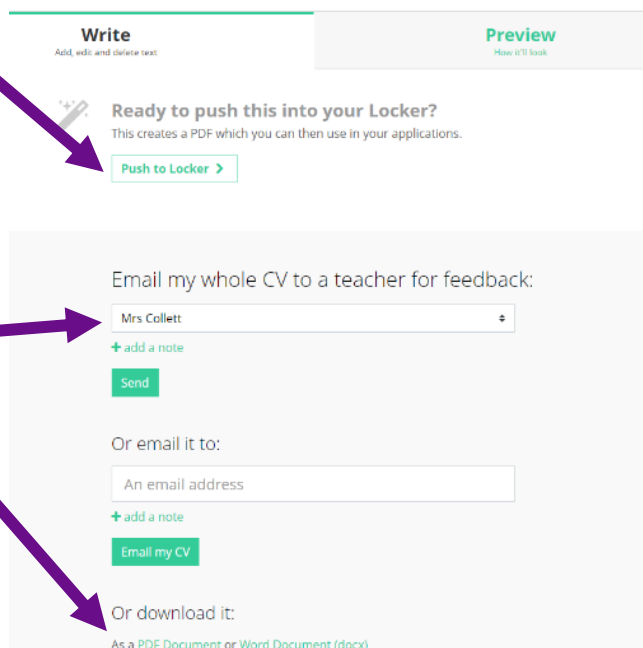 Write
Preview
Add, edit and delete text
How it'll look
Ready to push this into your Locker?
This creates a PDF which you can then use in your applications.
Push to Locker
Email my whole CV to a teacher for feedback:
Mrs Collett
+ add a note
Send
Or email it to:
An email address
+ add a note
Email my CV
Or download it:
As a PDF Document or Word Document (docx)